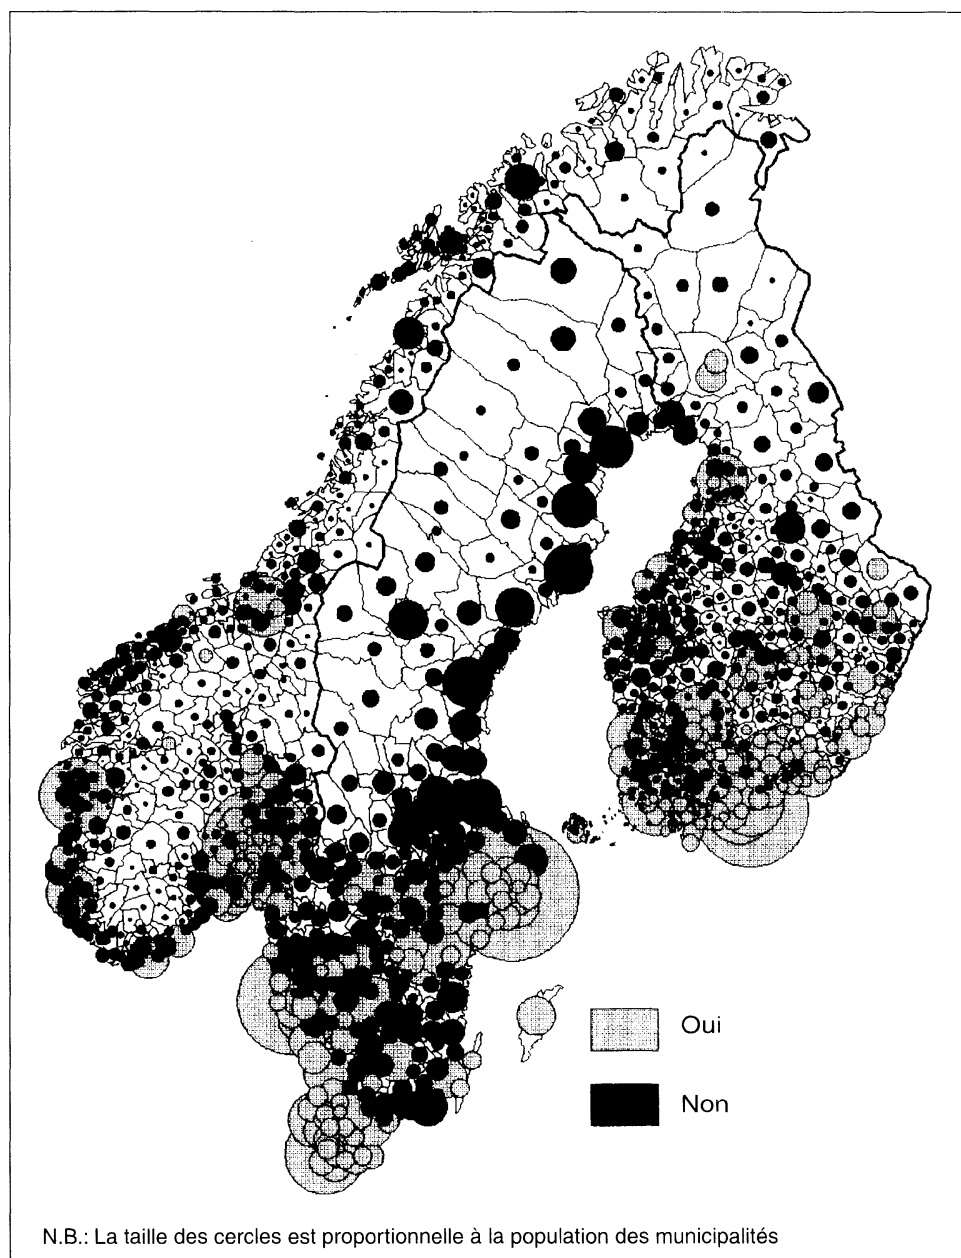 Oui
Non
N.B.: La taille des cercles est proportionnelle à la population des municipalités